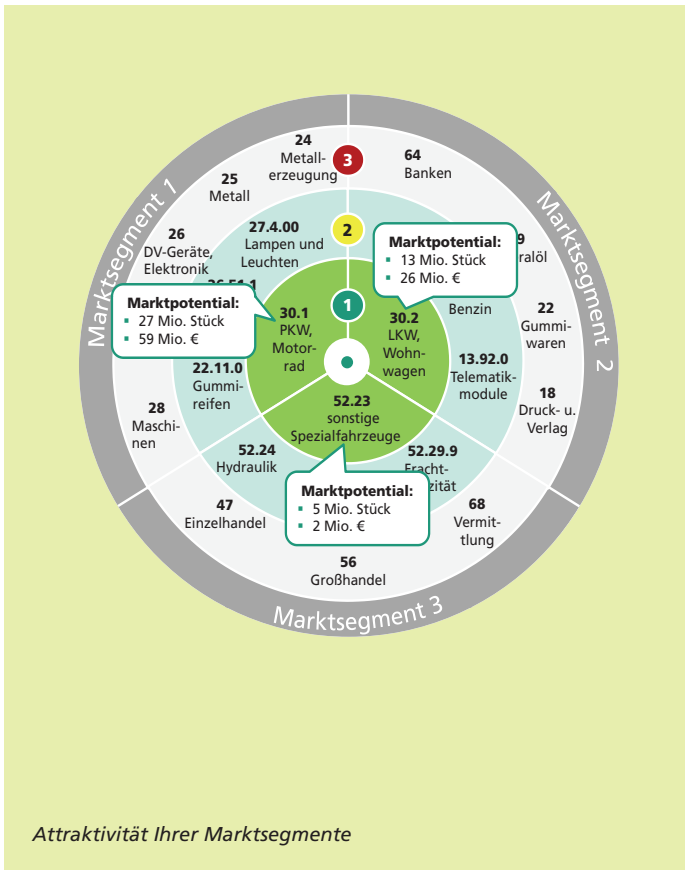 Marktsegment 1
Marktsegment 2
Marktsegment 3
3
2
1
24
Metall-
erzeugung
25
Metall
26
DV-Geräte,
Elektronik
28
Maschi-
nen
64
Banken
22
Gummi-
waren
18
Druck- u.
Verlag
68
Vermit-
tlung
56
Großhandel
47
Einzelhandel
27.4.00
Lampen und
Leuchten
22.11.0
Gummi-
reifen
Benzin
13.92.0
Telematik-
module
52.29.9
52.24
Hydraulik
30.1
PKW,
Motor-
rad
30.2
LKW,
Wohn-
wagen
52.23
sonstige
Spezialfahrzeuge
Marktpotential:
▪ 27 Mio. Stück
▪ 59 Mio. €
Marktpotential:
▪ 13 Mio. Stück
▪ 26 Mio. €
Marktpotential:
▪ 5 Mio. Stück
▪ 2 Mio. €
Attraktivität Ihrer Marktsegmente